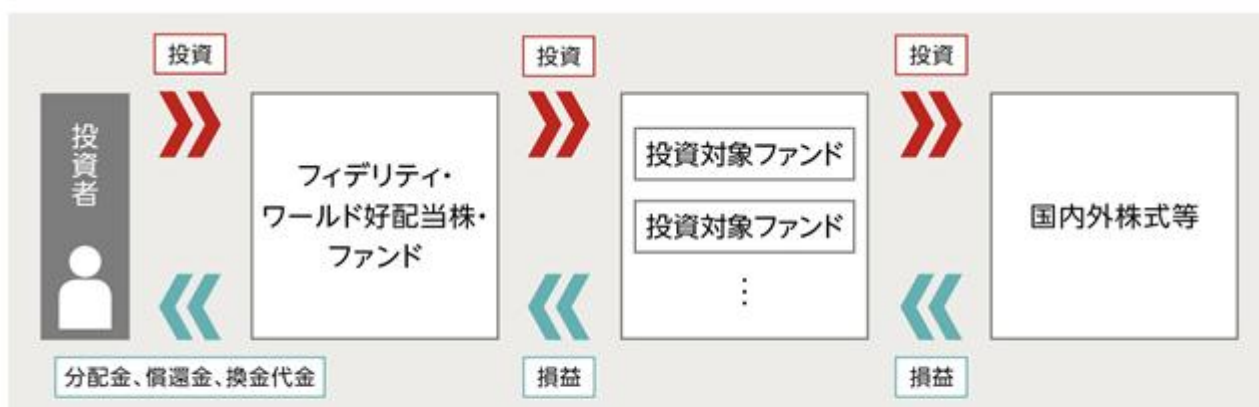 投資
投資
投資
投資者
フィデリティ・
ワールド好配当株・
ファンド
投資対象ファンド
投資対象ファンド
⋮
国内外株式等
分配金、償還金、換金代金
損益
損益